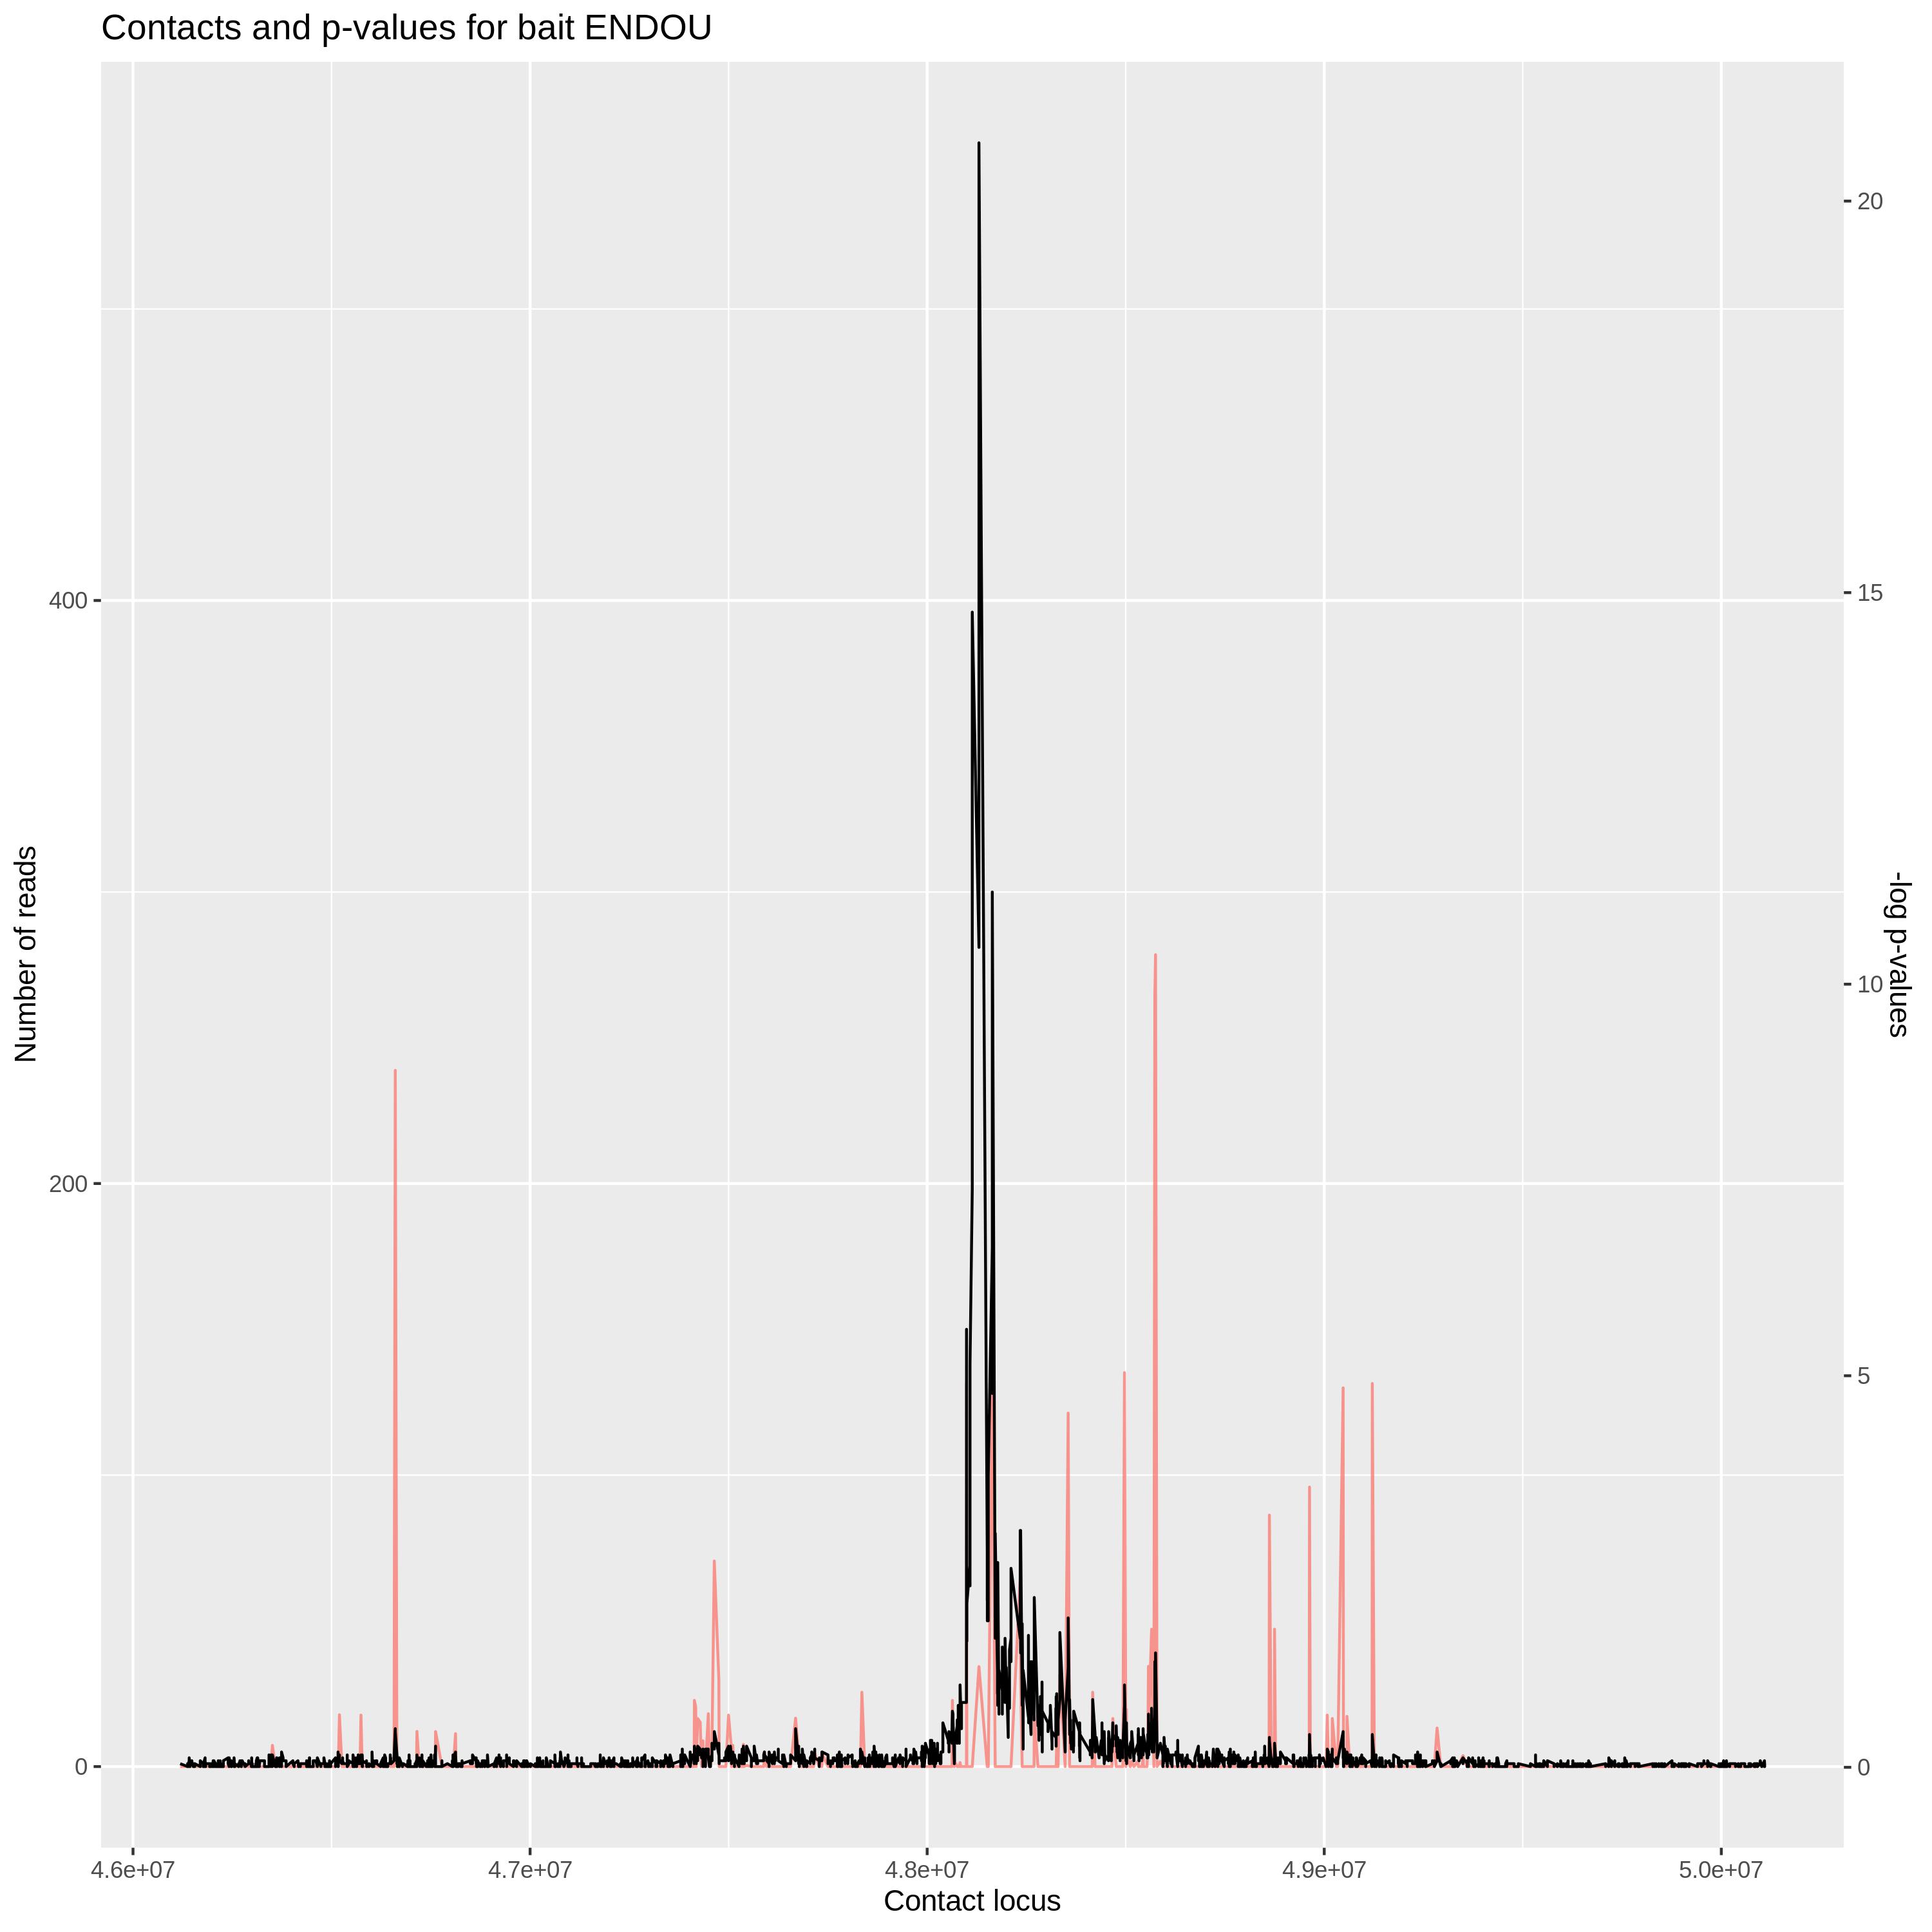 Contacts and p-values for bait ENDOU
Number of reads
400
200
0
20
15
10
5
0
-log p-values
4.6e+07 4.7e+07 4.8e+07 4.9e+07 5.0e+07
Contact locus